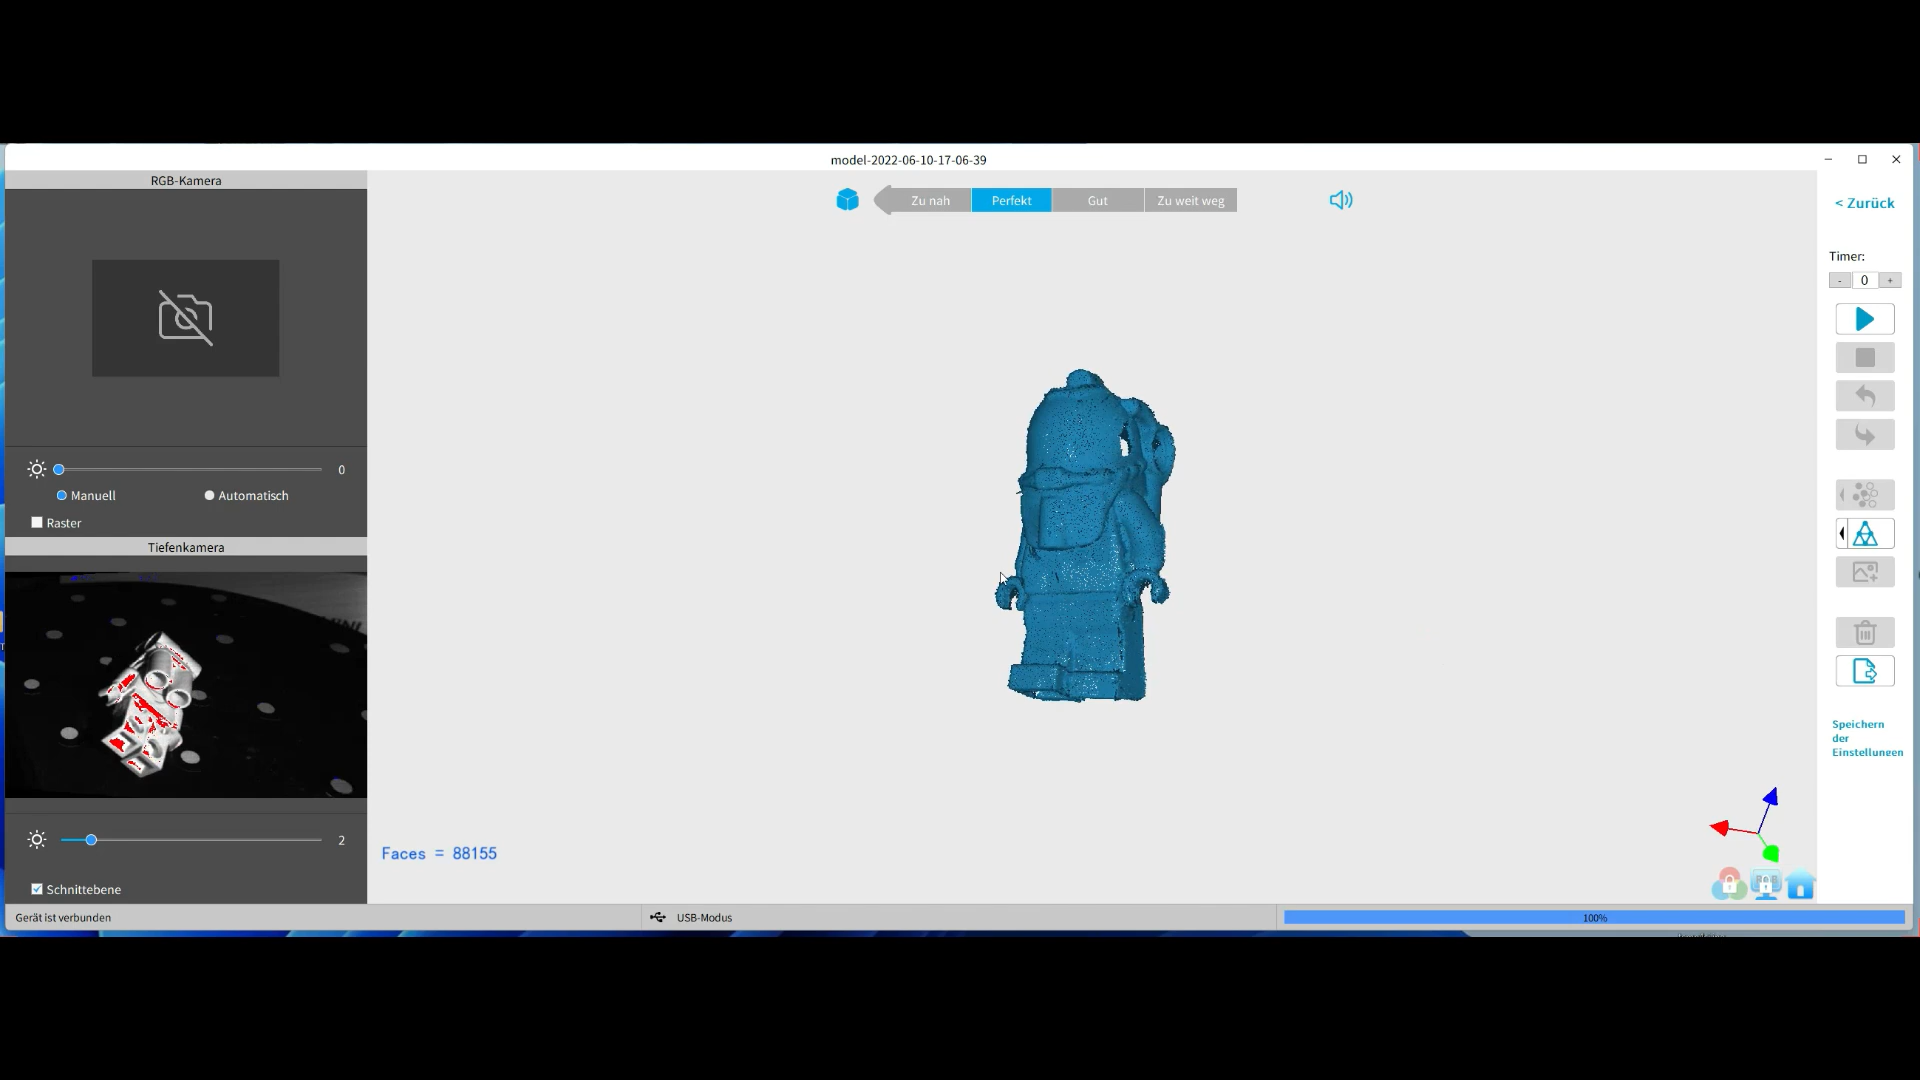 model-2022-06-10-17-06-39
RGB-Kamera
Zu nah
Perfekt
Gut
Zu weit weg
< Zurück
Timer:
- 0 +
0
Manuell
Automatisch
Raster
Tiefenkamera
2
Schnittebene
Faces = 88155
Speichern
der
Einstellungen
RGB
Gerät ist verbunden
USB-Modus
100%